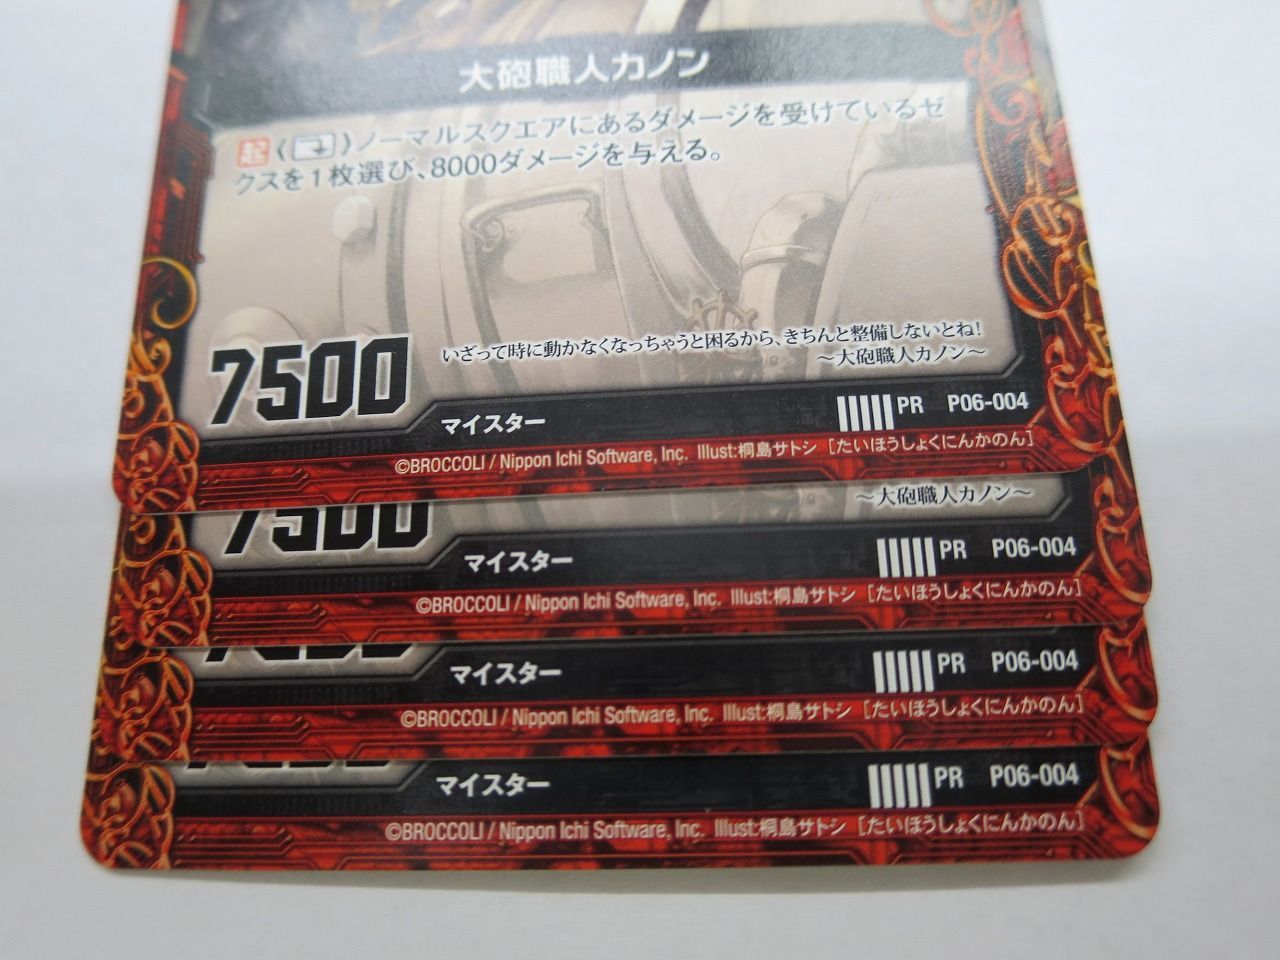 大砲職人カノン
起〈〉ノーマルスクエアにあるダメージを受けているゼ
クスを1枚選び、8000ダメージを与える。
いざって時に動かなくなっちゃうと困るから、きちんと整備しないとね!
～大砲職人カノン～
7500
マイスター PR P06-004
©BROCCOLI / Nippon Ichi Software, Inc. Illust:桐島サトシ [たいほうしょくにんかのん]
～大砲職人カノン～
7500
マイスター PR P06-004
©BROCCOLI / Nippon Ichi Software, Inc. Illust:桐島サトシ [たいほうしょくにんかのん]
マイスター PR P06-004
©BROCCOLI / Nippon Ichi Software, Inc. Illust:桐島サトシ [たいほうしょくにんかのん]
マイスター PR P06-004
©BROCCOLI / Nippon Ichi Software, Inc. Illust:桐島サトシ [たいほうしょくにんかのん]